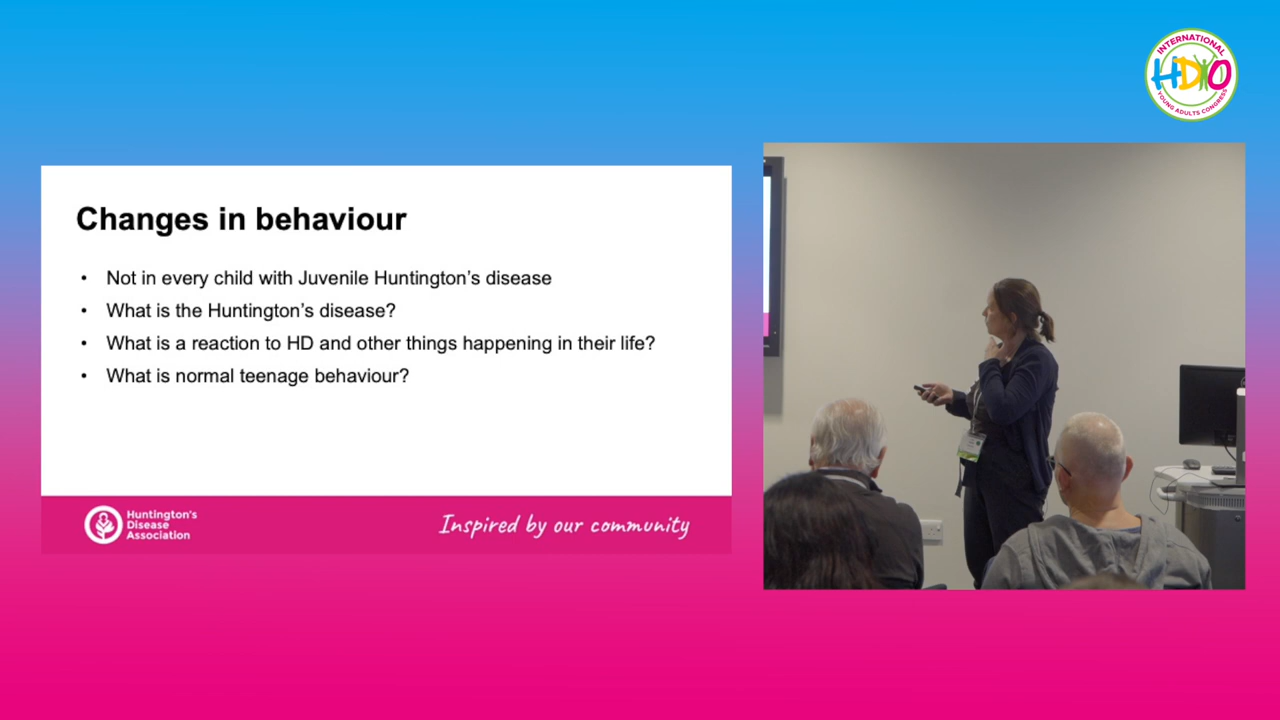 INTERNATIONAL
HDYO
YOUNG ADULTS CONGRESS
Changes in behaviour
• Not in every child with Juvenile Huntington’s disease
• What is the Huntington’s disease?
• What is a reaction to HD and other things happening in their life?
• What is normal teenage behaviour?
Huntington's
Disease
Association
Inspired by our community